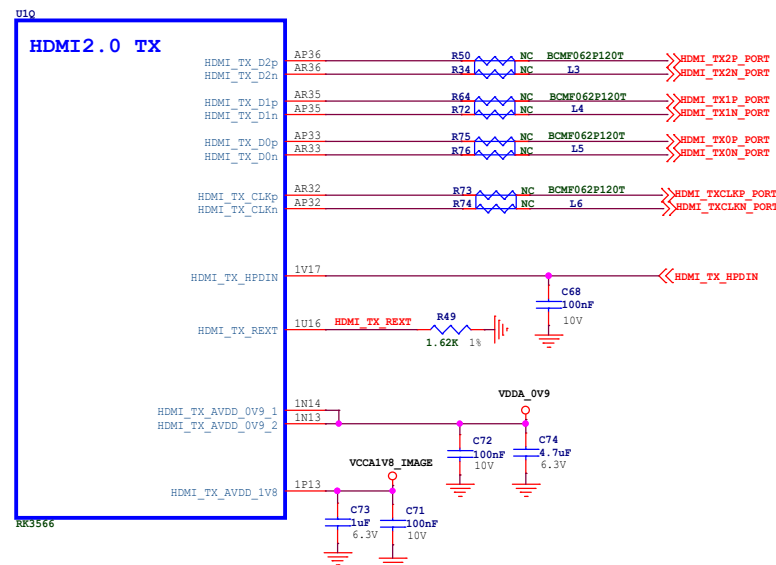 U1Q
HDMI2.0 TX
HDMI_TX_D2p AP36 R50 NC BCMF062P120T HDMI_TX2P_PORT
HDMI_TX_D2n AR36 R34 NC L3 HDMI_TX2N_PORT
HDMI_TX_D1p AR35 R64 NC BCMF062P120T HDMI_TX1P_PORT
HDMI_TX_D1n AP35 R72 NC L4 HDMI_TX1N_PORT
HDMI_TX_D0p AP33 R75 NC BCMF062P120T HDMI_TX0P_PORT
HDMI_TX_D0n AR33 R76 NC L5 HDMI_TX0N_PORT
HDMI_TX_CLKp AR32 R73 NC BCMF062P120T HDMI_TXCLKP_PORT
HDMI_TX_CLKn AP32 R74 NC L6 HDMI_TXCLKN_PORT
HDMI_TX_HPDIN 1V17 HDMI_TX_HPDIN
C68
100nF
10V
HDMI_TX_REXT 1U16 HDMI_TX_REXT R49
1.62K 1%
VDDA_0V9
HDMI_TX_AVDD_0V9_1 1N14
HDMI_TX_AVDD_0V9_2 1N13
C72 C74
100nF 4.7uF
10V 6.3V
VCCA1V8_IMAGE
HDMI_TX_AVDD_1V8 1P13
C73 C71
1uF 100nF
6.3V 10V
RK3566